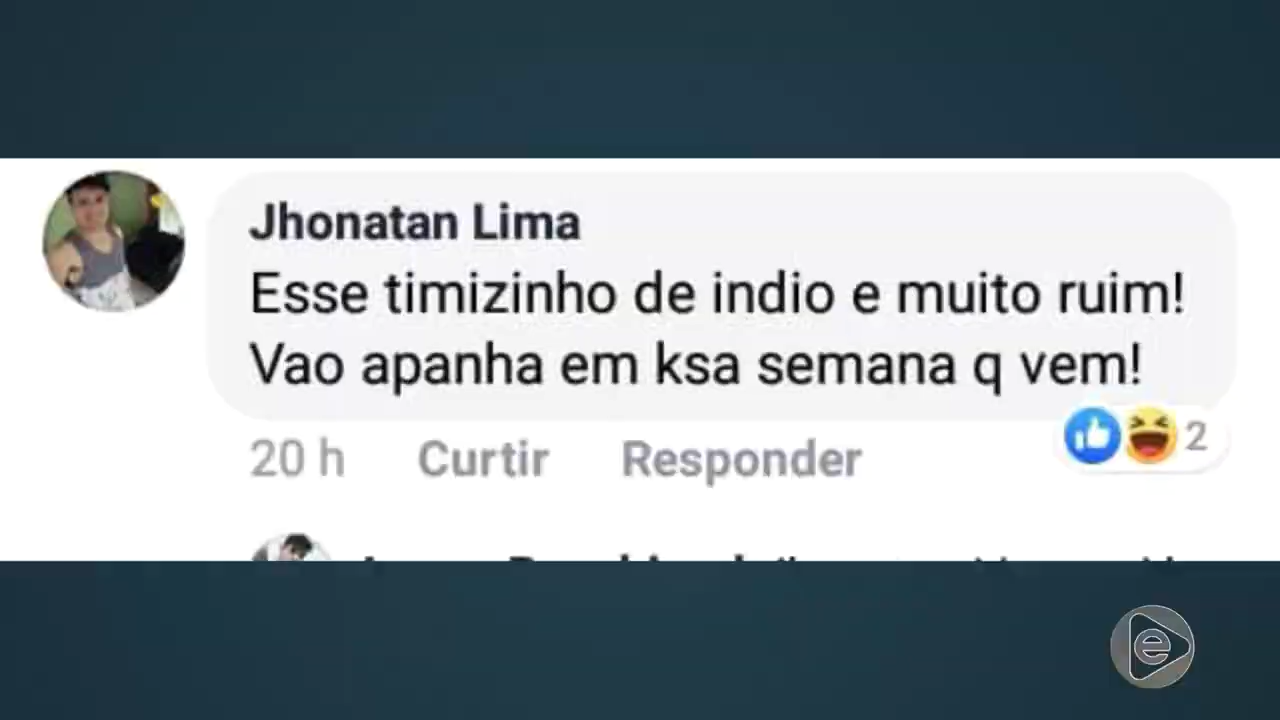 Jhonatan Lima
Esse timizinho de indio e muito ruim!
Vao apanha em ksa semana q vem!
20 h Curtir Responder 2
e